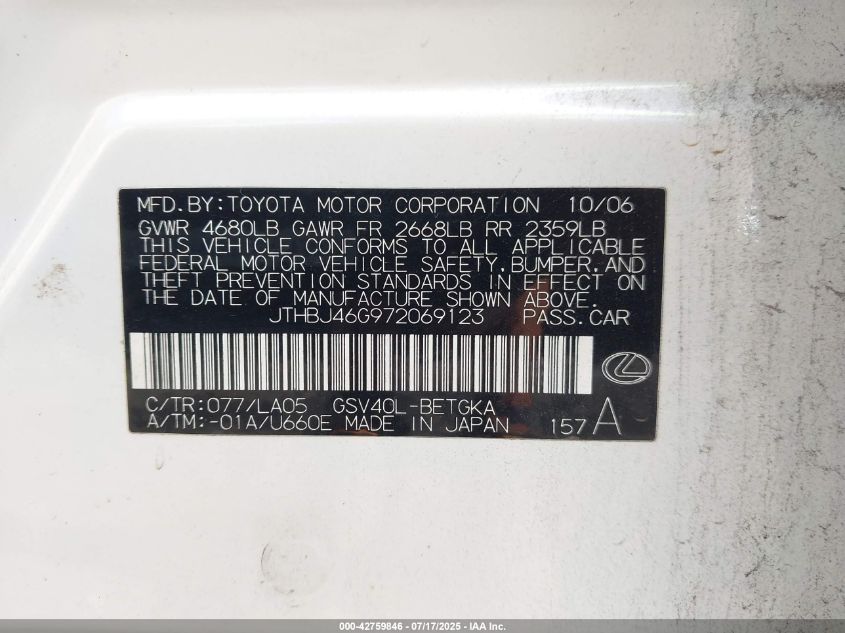 MFD.BY:TOYOTA MOTOR CORPORATION 10/06
GVWR 4680LB GAWR FR 2668LB RR 2359LB
THIS VEHICLE CONFORMS TO ALL APPLICABLE
FEDERAL MOTOR VEHICLE SAFETY,BUMPER,AND
THEFT PREVENTION STANDARDS IN EFFECT ON
THE DATE OF MANUFACTURE SHOWN ABOVE.
JTHBJ46G972069123 PASS.CAR
C/TR:077/LA05 GSV40L-BETGKA
A/TM:-01A/U660E MADE IN JAPAN 157A
000-42759846 - 07/17/2025 - IAA Inc.